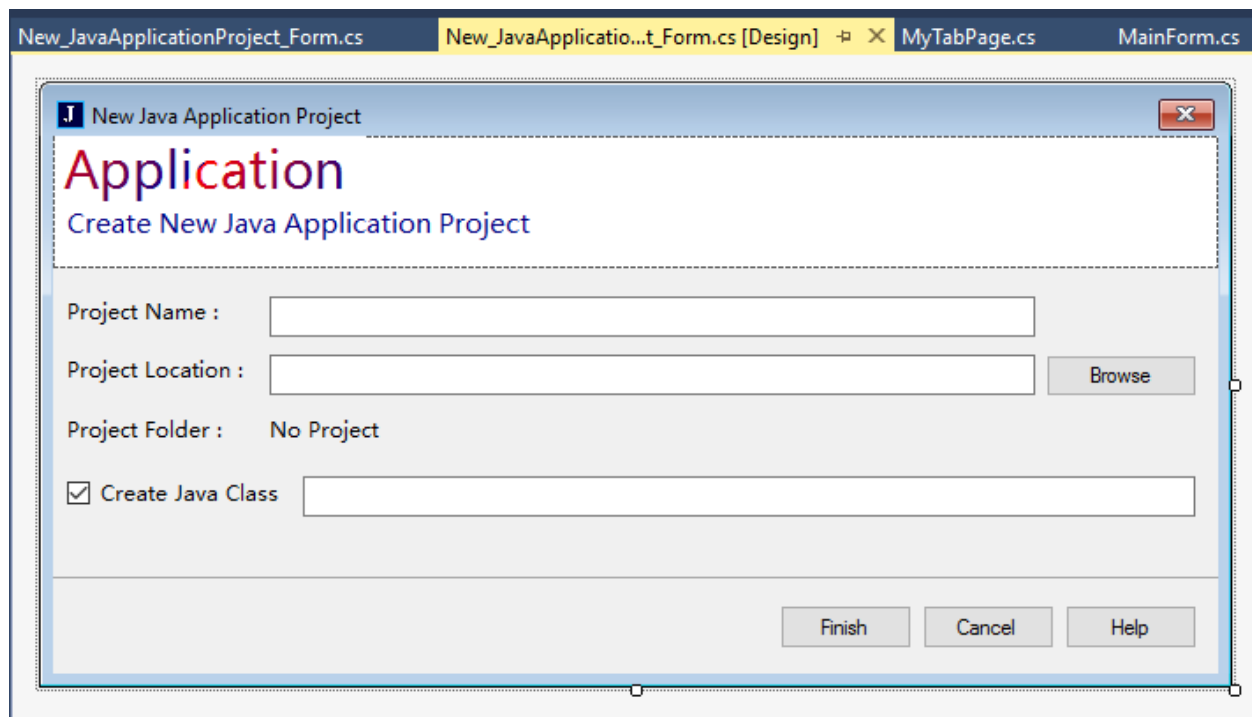 New_JavaApplicationProject_Form.cs New_JavaApplicatio...t_Form.cs [Design] MyTabPage.cs MainForm.cs
J New Java Application Project
Application
Create New Java Application Project
Project Name :
Project Location : Browse
Project Folder : No Project
Create Java Class
Finish Cancel Help